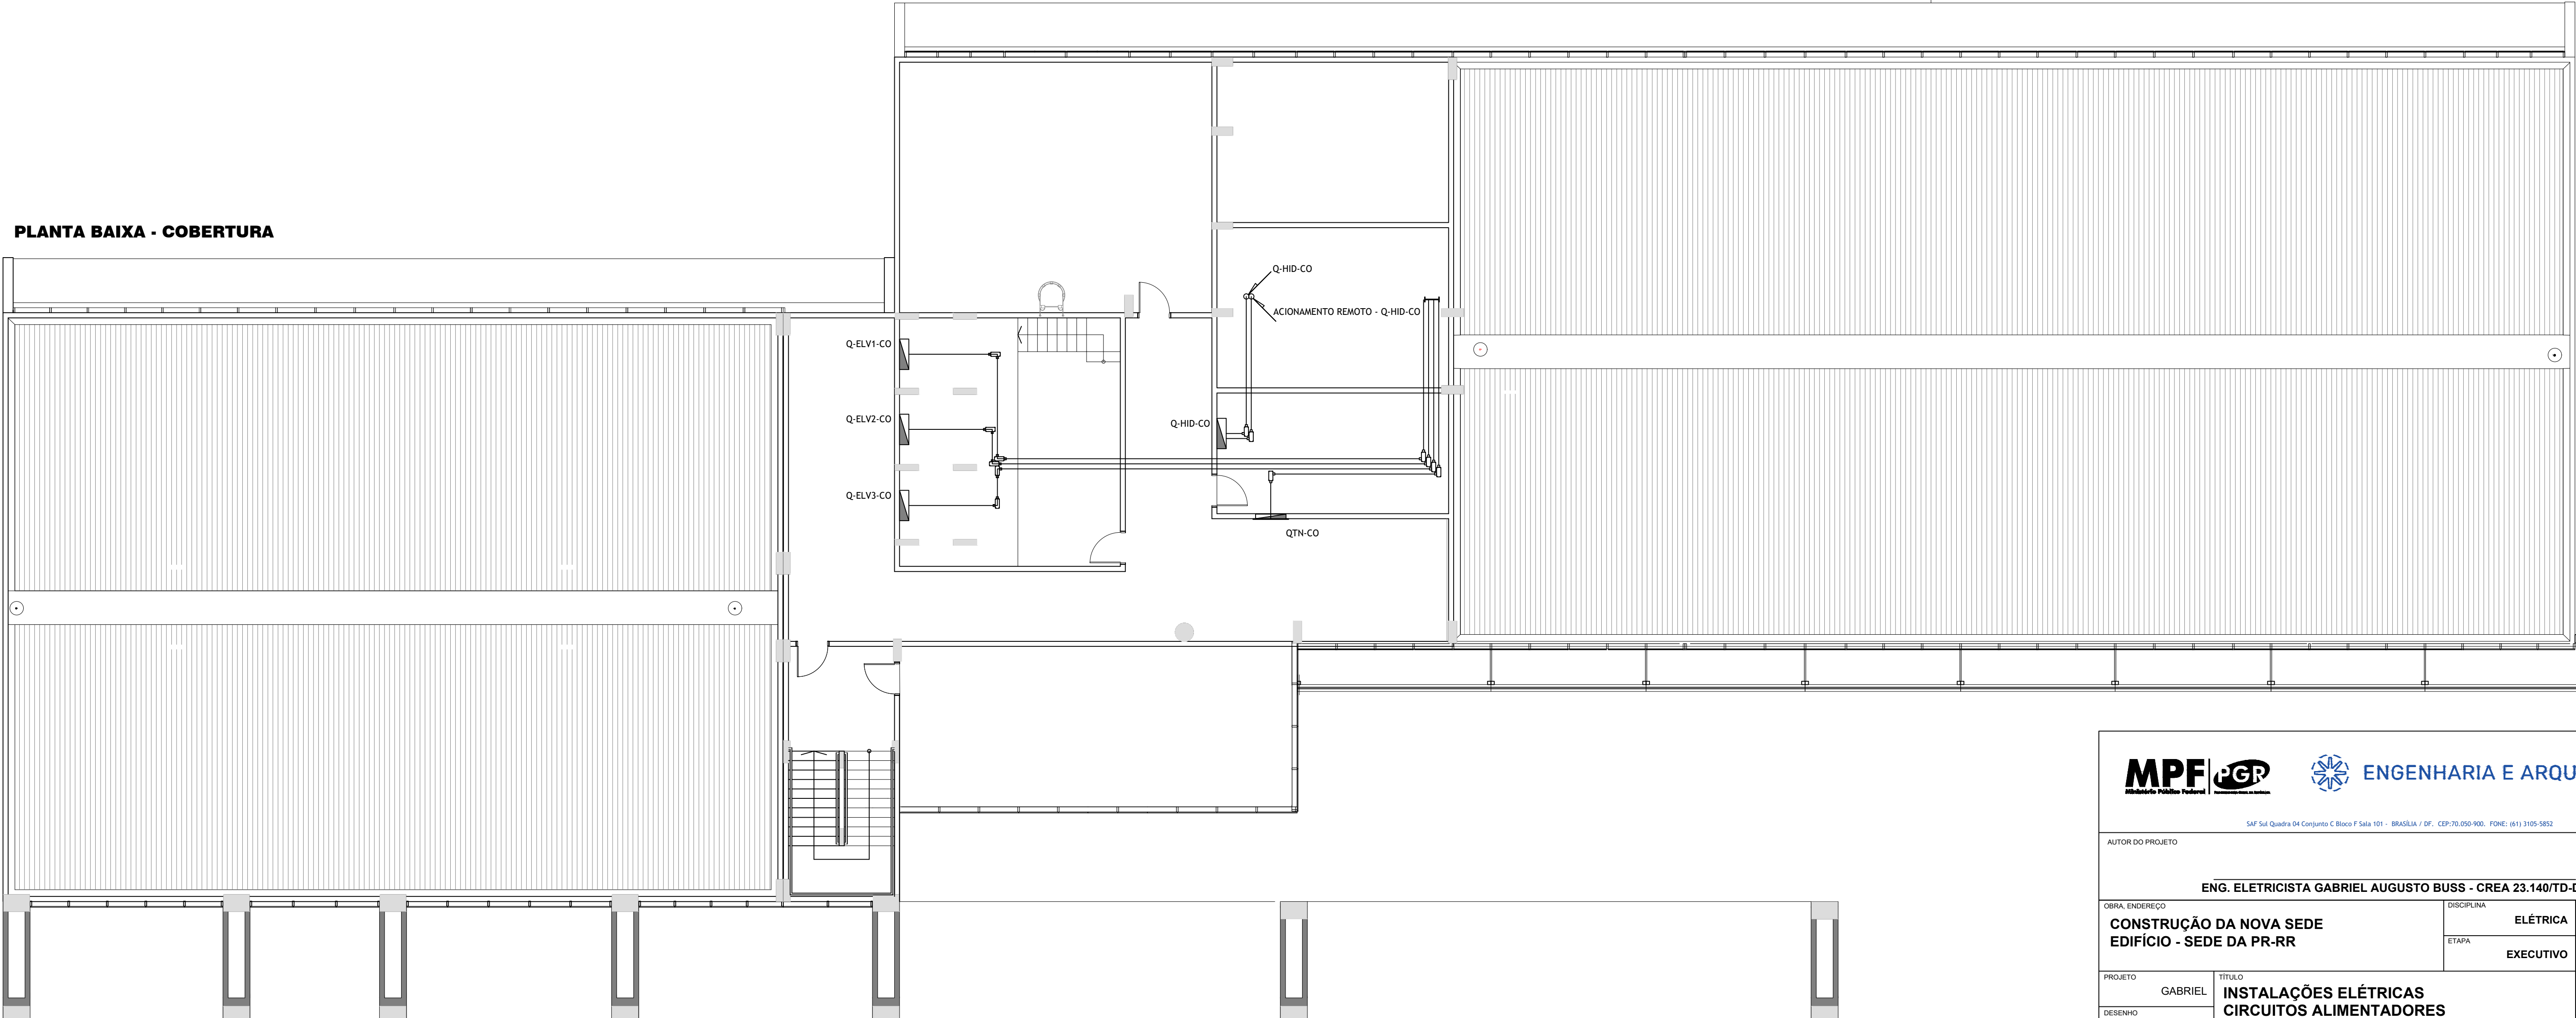 PLANTA BAIXA - COBERTURA
Q-HID-CO
ACIONAMENTO REMOTO - Q-HID-CO
Q-ELV1-CO
Q-ELV2-CO
Q-HID-CO
Q-ELV3-CO
QTN-CO
MPF PGR
Ministério Público Federal
ENGENHARIA E ARQU
SAF Sul Quadra 04 Conjunto C Bloco F Sala 101 - BRASÍLIA / DF. CEP:70.050-900. FONE: (61) 3105-5852
AUTOR DO PROJETO
ENG. ELETRICISTA GABRIEL AUGUSTO BUSS - CREA 23.140/TD-D
OBRA, ENDEREÇO
CONSTRUÇÃO DA NOVA SEDE
EDIFÍCIO - SEDE DA PR-RR
DISCIPLINA
ELÉTRICA
ETAPA
EXECUTIVO
PROJETO
GABRIEL
TÍTULO
INSTALAÇÕES ELÉTRICAS
CIRCUITOS ALIMENTADORES
DESENHO